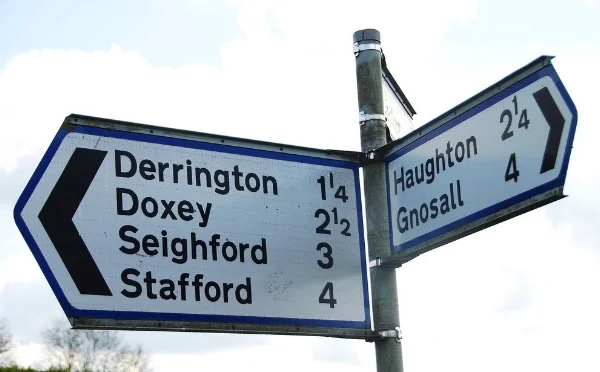 Derrington 1¼
Doxey 2½
Seighford 3
Stafford 4
Haughton 2¼
Gnosall 4